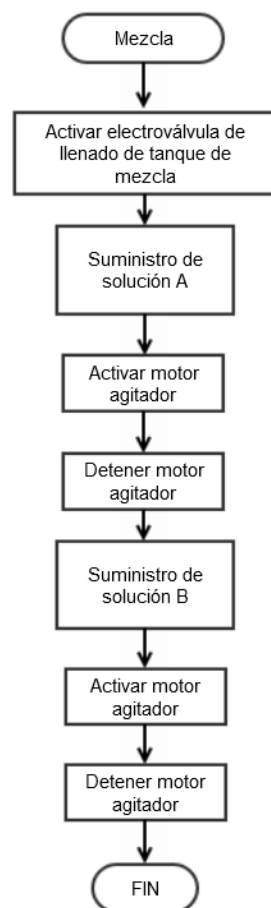 Mezcla
Activar electroválvula de
llenado de tanque de
mezcla
Suministro de
solución A
Activar motor
agitador
Detener motor
agitador
Suministro de
solución B
Activar motor
agitador
Detener motor
agitador
FIN